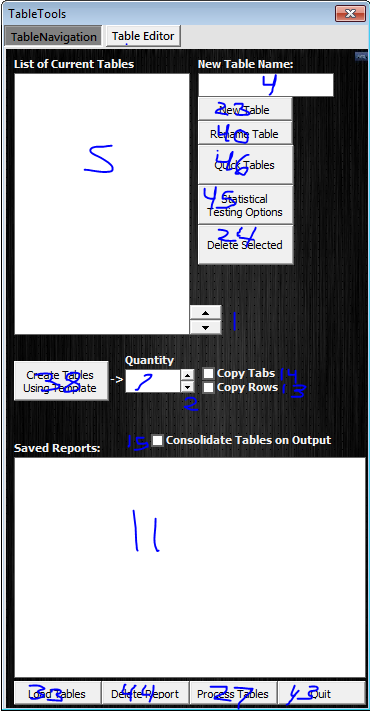 TableTools
TableNavigation Table Editor
List of Current Tables New Table Name:
4
New Table
23
Rename Table
40
5
Quick Tables
46
Statistical
Testing Options
45
Delete Selected
24
1
Quantity
Create Tables
Using Template
38
-> 
Copy Tabs
Copy Rows 13
2
15 Consolidate Tables on Output
Saved Reports:
11
Load Tables Delete Report Process Tables Quit
33 44 27 43